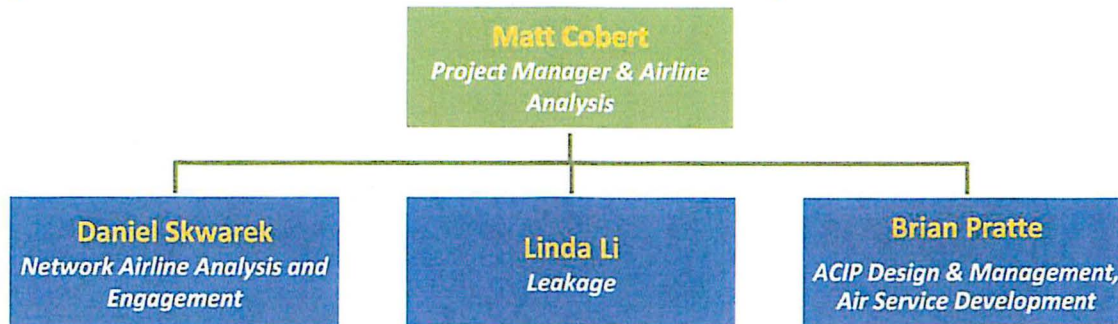 Matt Cobert
Project Manager & Airline
Analysis
Daniel Skwarek
Network Airline Analysis and
Engagement
Linda Li
Leakage
Brian Pratte
ACIP Design & Management,
Air Service Development